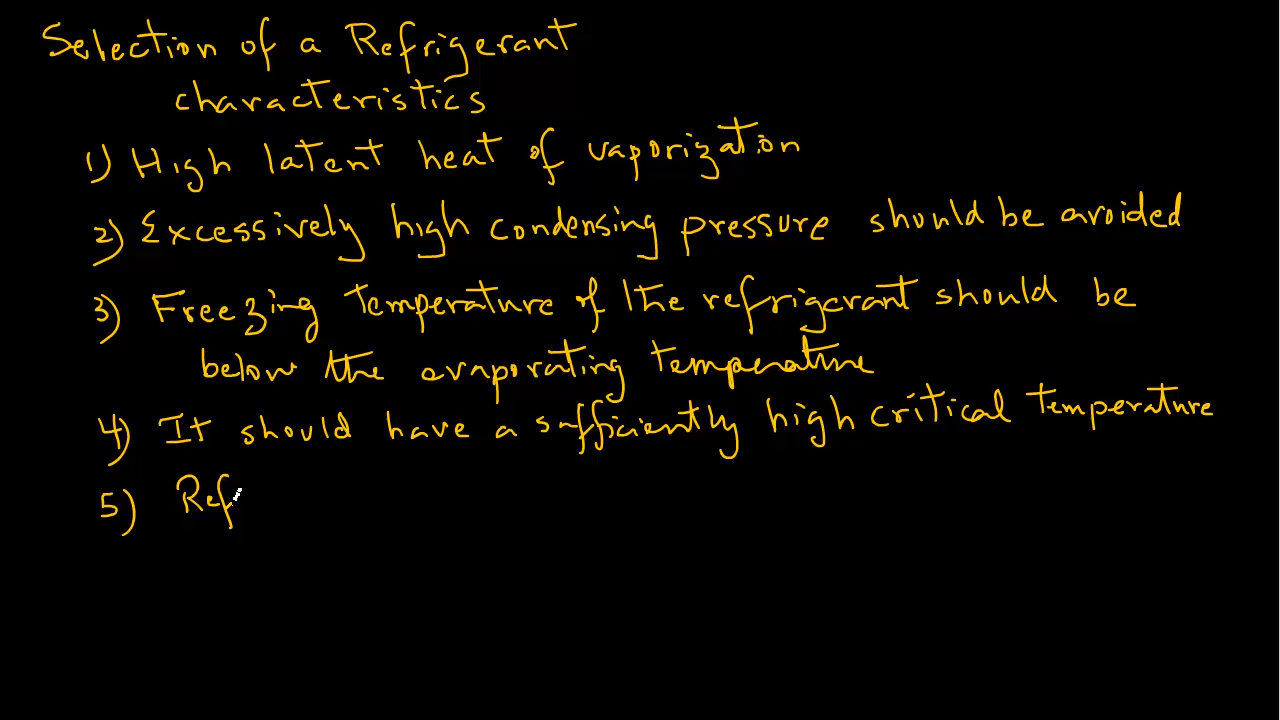 Selection of a Refrigerant
characteristics
1) High latent heat of vaporization
2) Excessively high condensing pressure should be avoided
3) Freezing temperature of the refrigerant should be
below the evaporating temperature
4) It should have a sufficiently high critical temperature
5) Ref